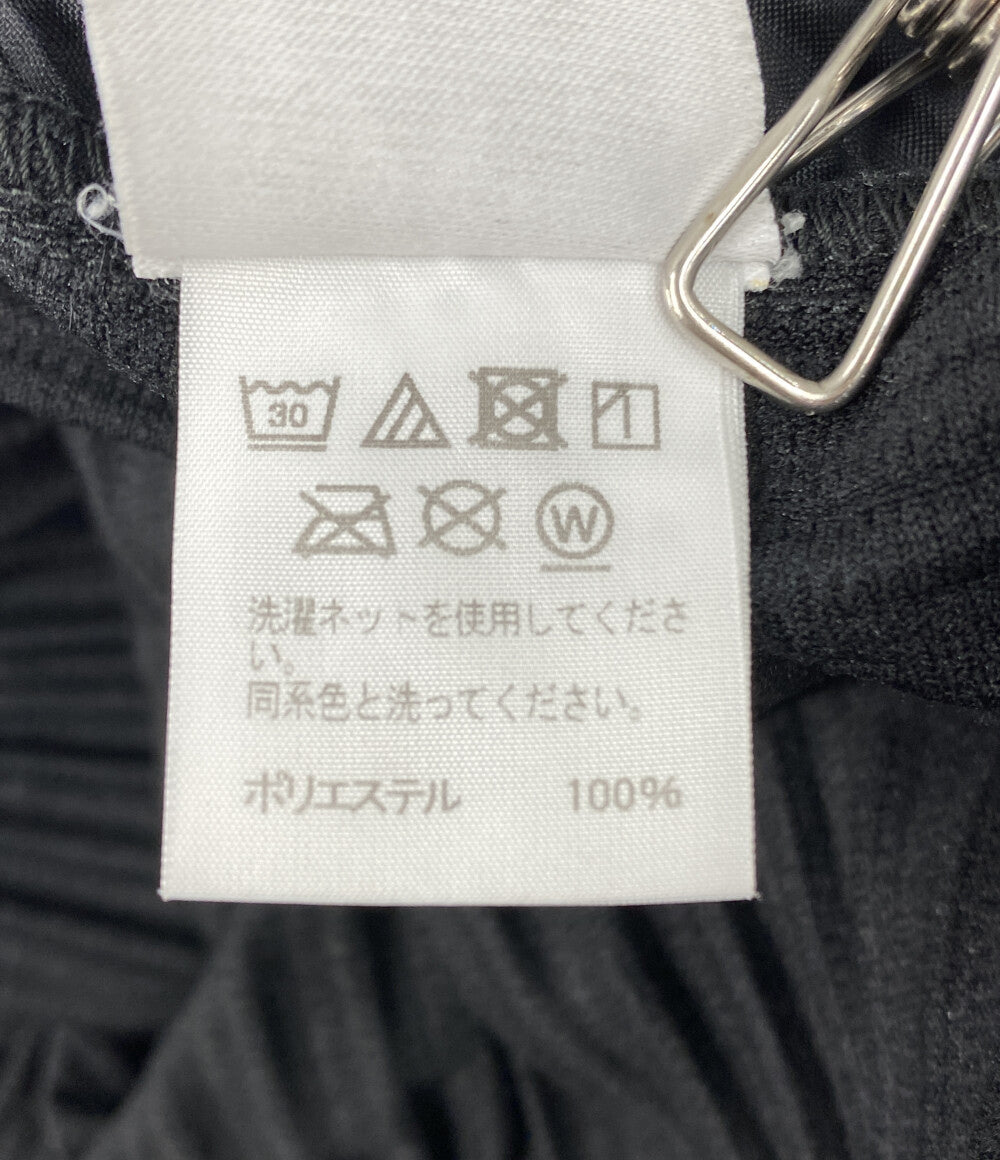 30
W
洗濯ネットを使用してくださ
い。
同系色と洗ってください。
ポリエステル 100%